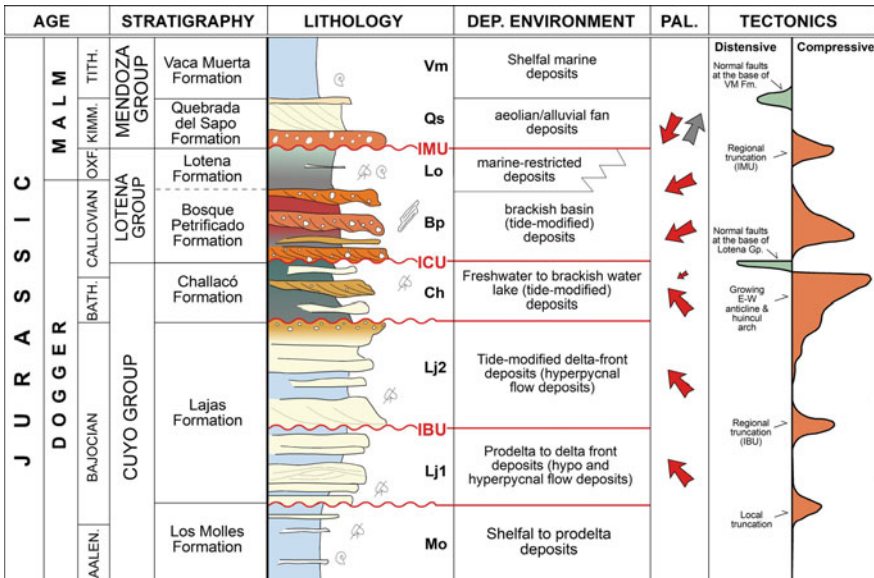 AGE
STRATIGRAPHY
LITHOLOGY
DEP. ENVIRONMENT
PAL.
TECTONICS
Distensive
Compressive
JURASSIC
MALM
DOGGER
TITH.
KIMM.
OXF.
CALLOVIAN
BATH.
BAJOCIAN
AALEN.
MENDOZA
GROUP
LOTENA
GROUP
CUYO GROUP
Vaca Muerta
Formation
Vm
Shelfal marine
deposits
Normal faults
at the base of
VM Fm.
Quebrada
del Sapo
Formation
Qs
aeolian/alluvial fan
deposits
IMU
Regional
truncation
(IMU)
Lotena
Formation
Lo
marine-restricted
deposits
Bosque
Petrificado
Formation
Bp
brackish basin
(tide-modified)
deposits
Normal faults
at the base of
Lotena Gp.
ICU
Challacó
Formation
Ch
Freshwater to brackish water
lake (tide-modified)
deposits
Growing
E-W
anticline &
huincul
arch
Lajas
Formation
Lj2
Tide-modified delta-front
deposits (hyperpycnal
flow deposits)
IBU
Regional
truncation
(IBU)
Lj1
Prodelta to delta front
deposits (hypo and
hyperpycnal flow deposits)
Local
truncation
Los Molles
Formation
Mo
Shelfal to prodelta
deposits